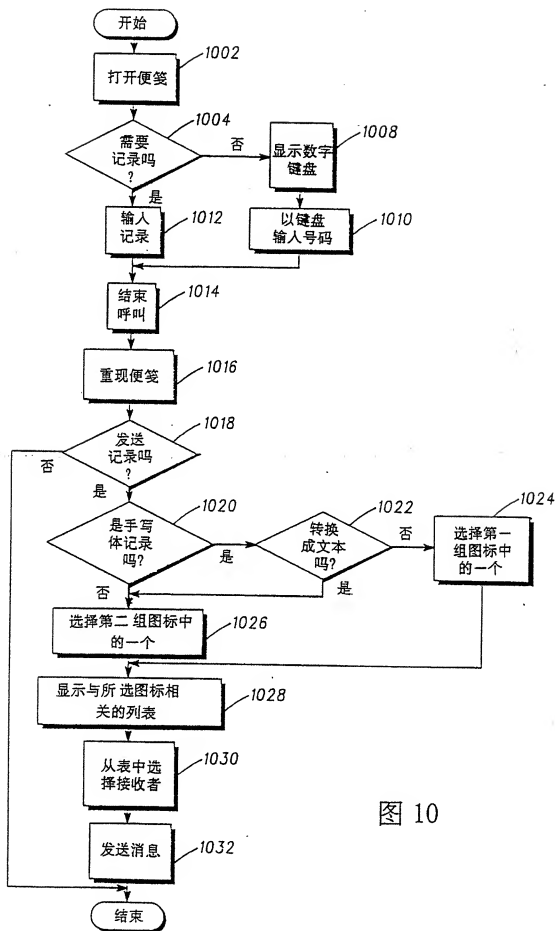 开始
1002
打开便笺
1004
需要
记录吗
?
否
是
1008
显示数字
键盘
1012
输人
记录
1010
以键盘
输人号码
1014
结束
呼叫
1016
重现便笺
1018
发送
记录吗
?
否
是
1020
是手写
体记录
吗?
是
否
1022
转换
成文本
吗?
否
是
1024
选择第一
组图标中
的一个
1026
选择第二组图标中
的一个
1028
显示与所选图标相
关的列表
1030
从表中选
择接收者
1032
发送消息
结束
图 10